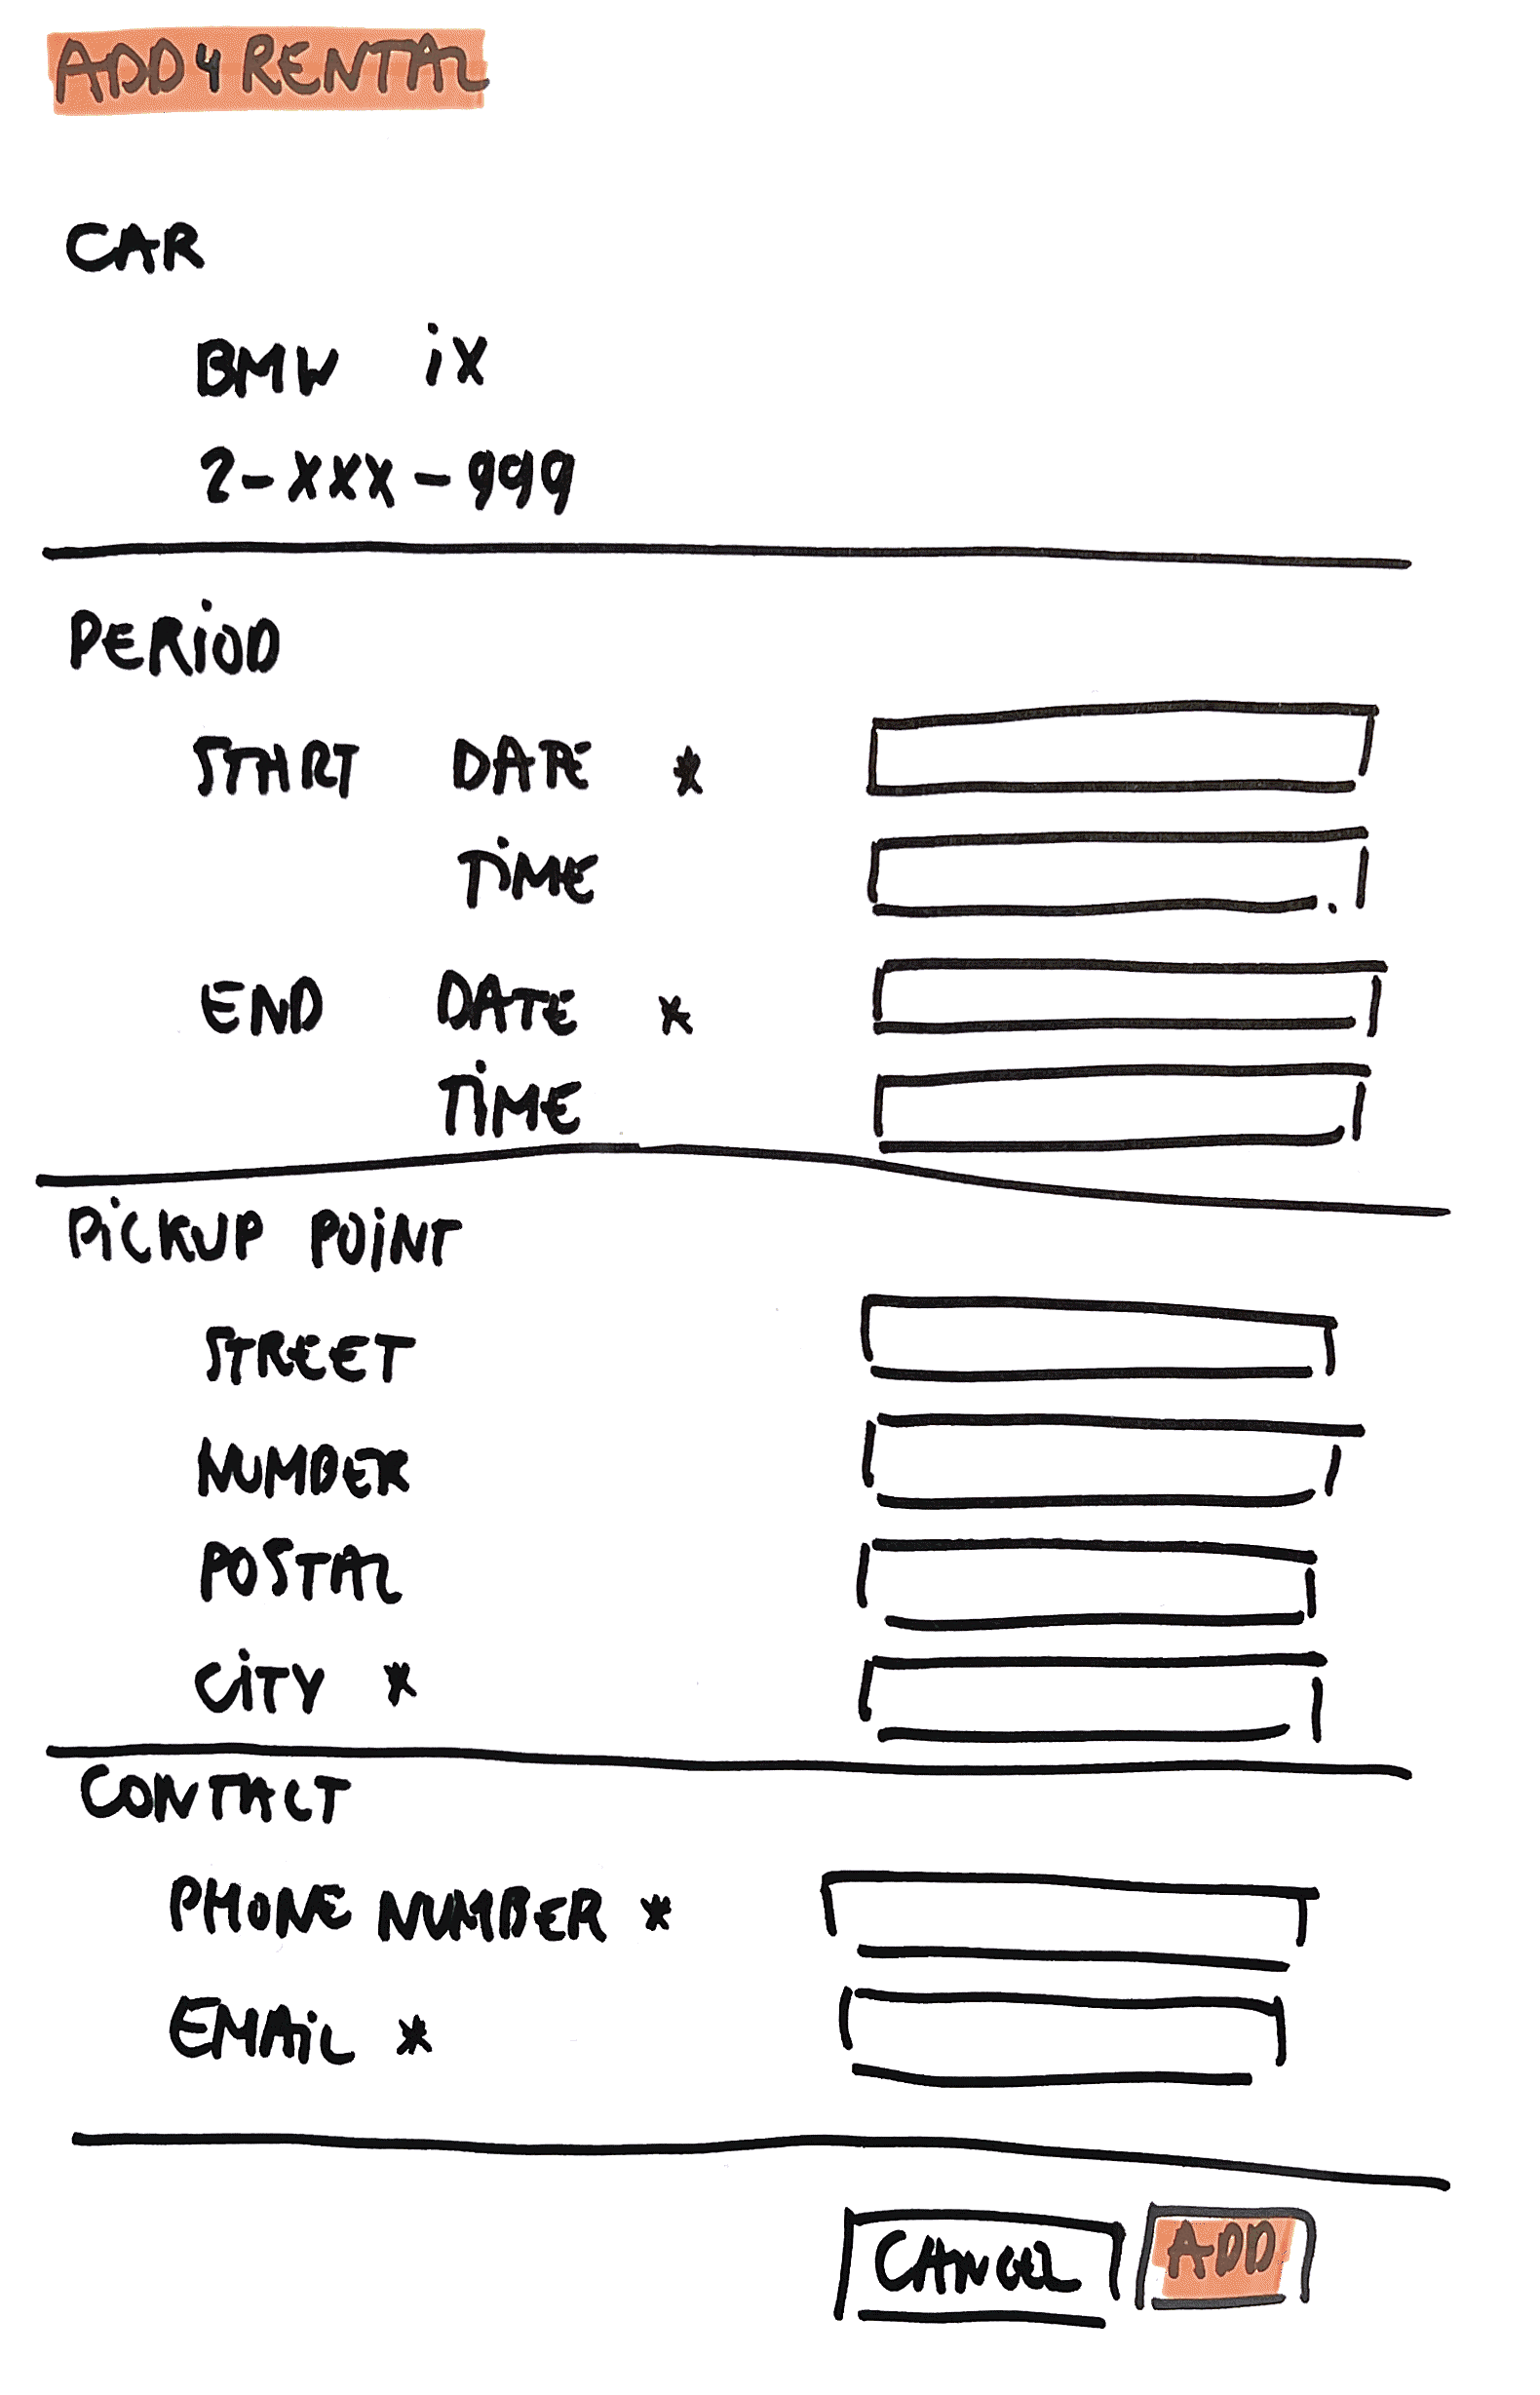 ADD 4 RENTAL
CAR
BMW iX
2-XXX-999
PERiOD
START DATE *
TiME
END DATE *
TiME
PiCKUP POiNT
STREET
NUMBER
POSTAL
CiTY *
CONTACT
PHONE NUMBER *
EMAiL *
CANCEL
ADD